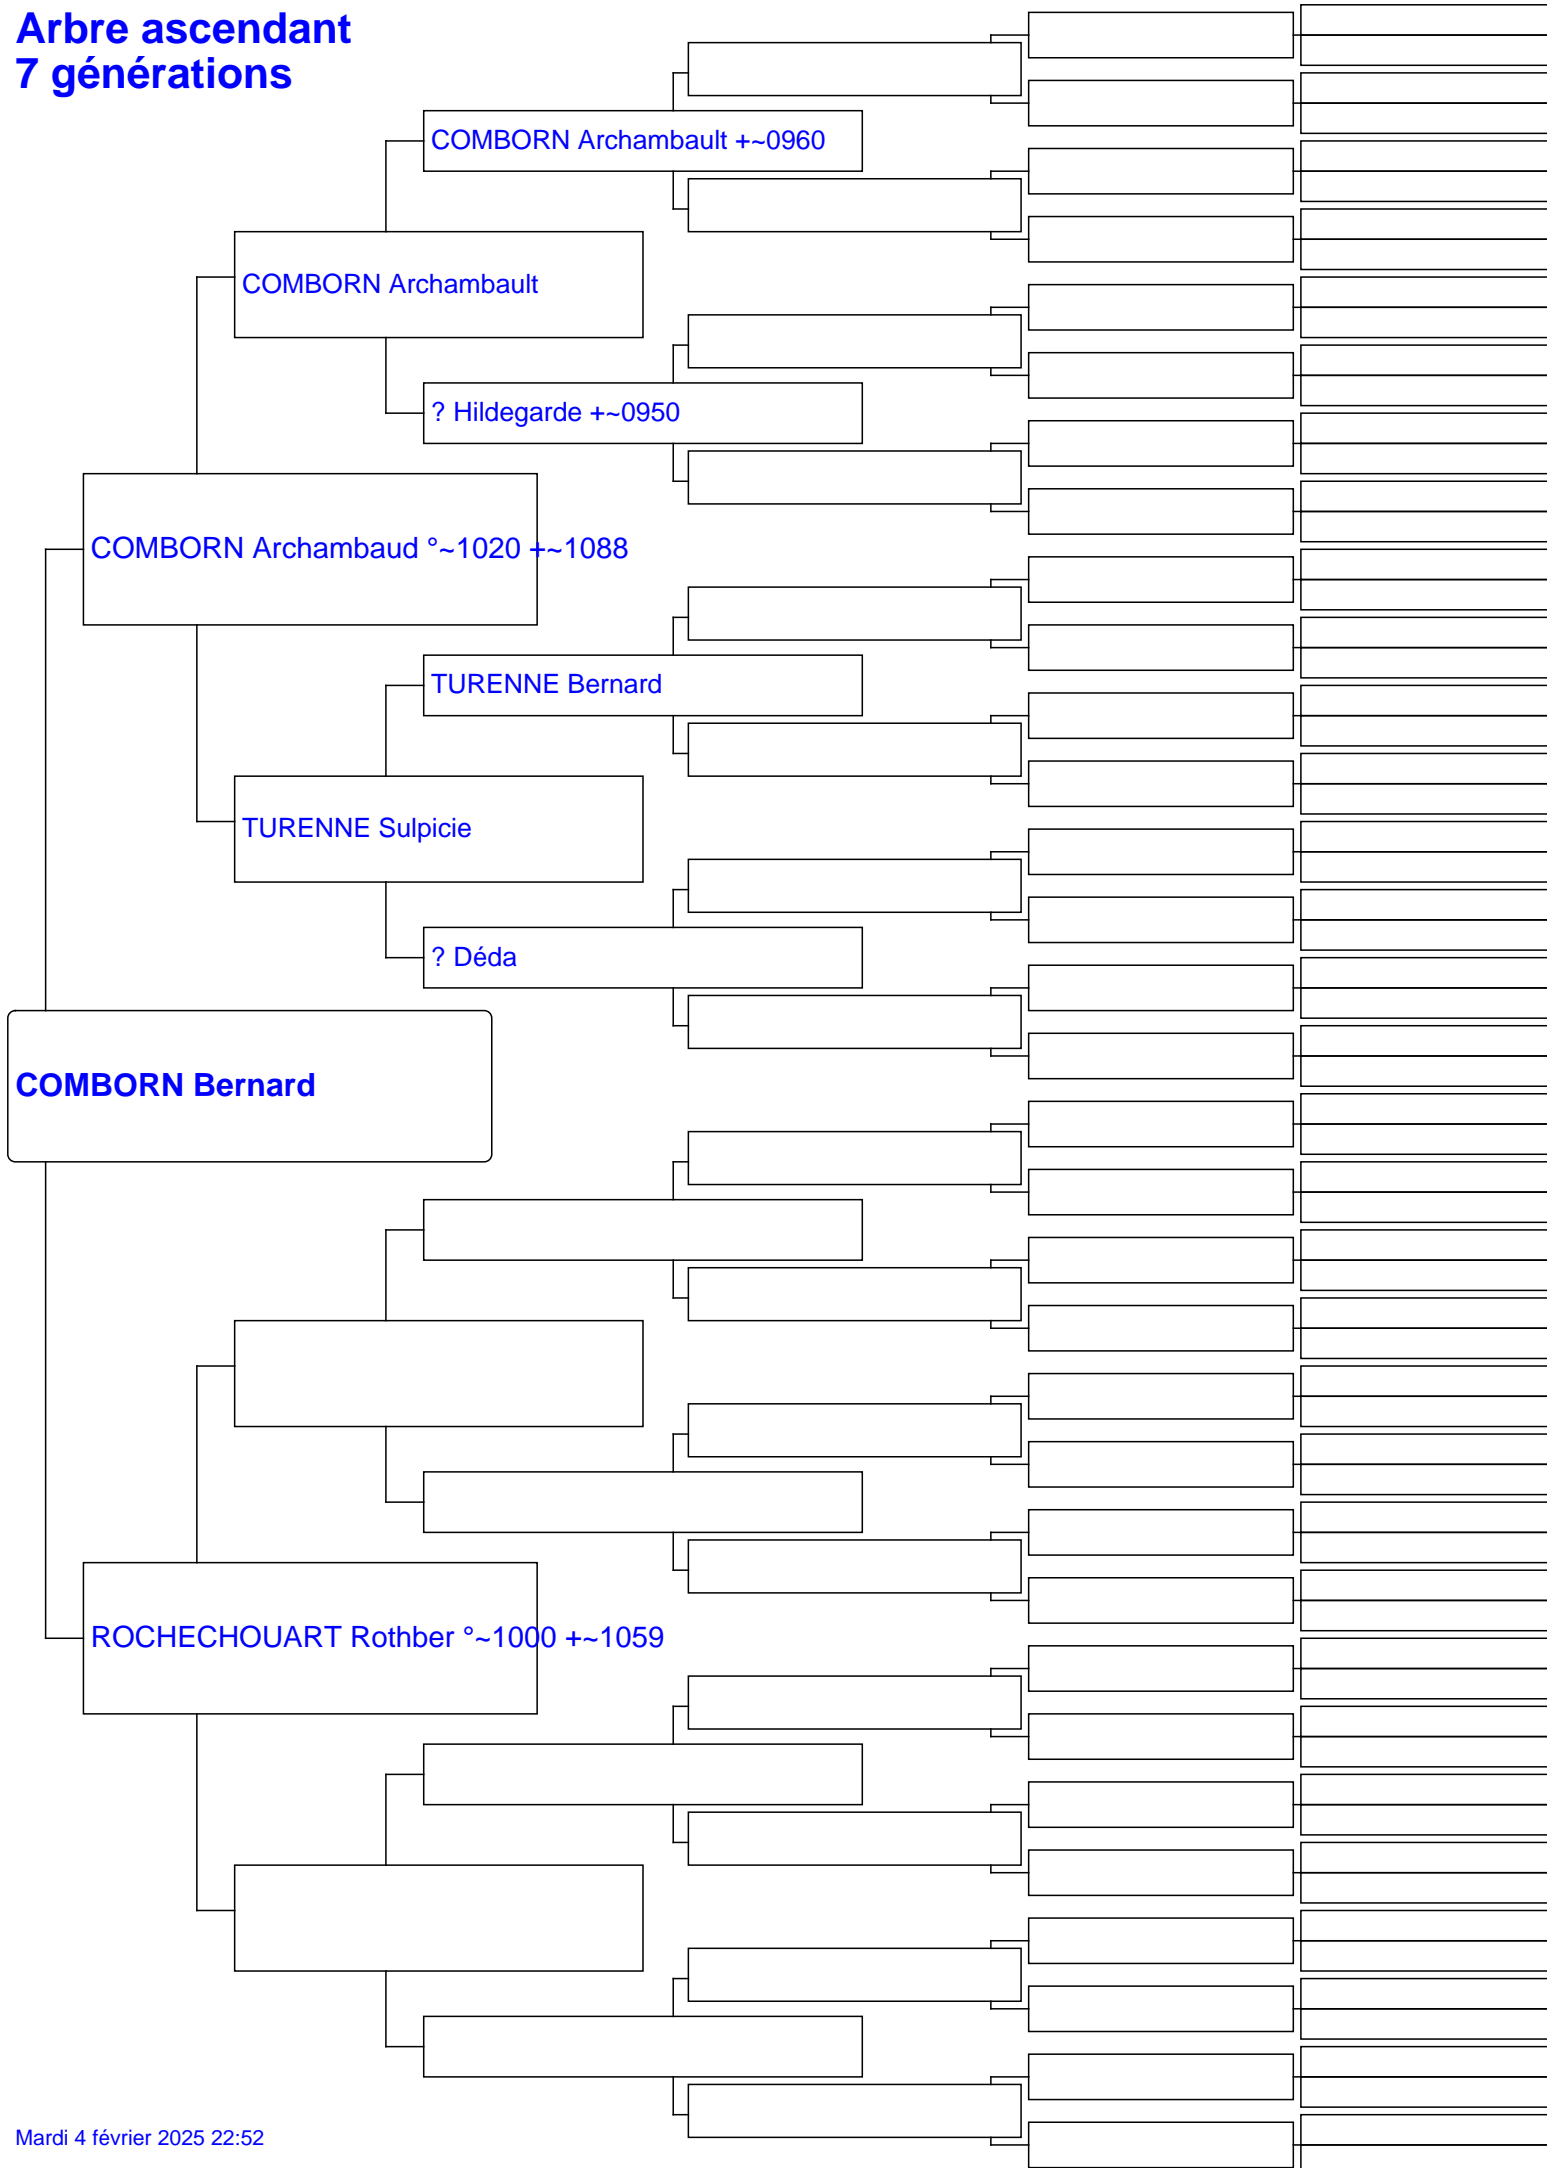 Arbre ascendant
7 générations
COMBORN Archambault +~0960
COMBORN Archambault
? Hildegarde +~0950
COMBORN Archambaud °~1020 +~1088
TURENNE Bernard
TURENNE Sulpicie
? Déda
COMBORN Bernard
ROCHECHOUART Rothber °~1000 +~1059
Mardi 4 février 2025 22:52